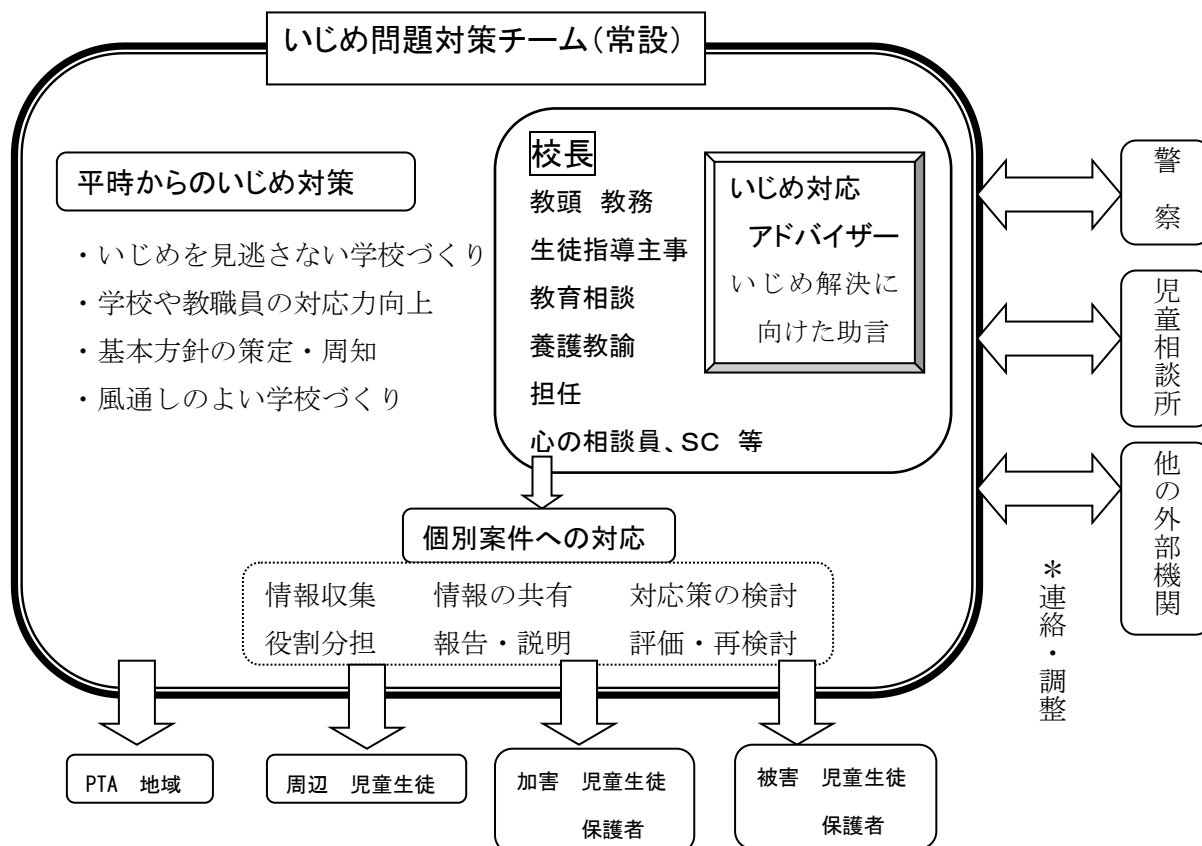 いじめ問題対策チーム（常設）
平時からのいじめ対策
・いじめを見逃さない学校づくり
・学校や教職員の対応力向上
・基本方針の策定・周知
・風通しのよい学校づくり
校長
教頭　教務
生徒指導主事
教育相談
養護教諭
担任
心の相談員、SC　等
いじめ対応
アドバイザー
いじめ解決に
向けた助言
個別案件への対応
情報収集　情報の共有　対応策の検討
役割分担　報告・説明　評価・再検討
警　察
児童相談所
他の外部機関
＊連絡・調整
PTA　地域
周辺　児童生徒
加害　児童生徒
保護者
被害　児童生徒
保護者